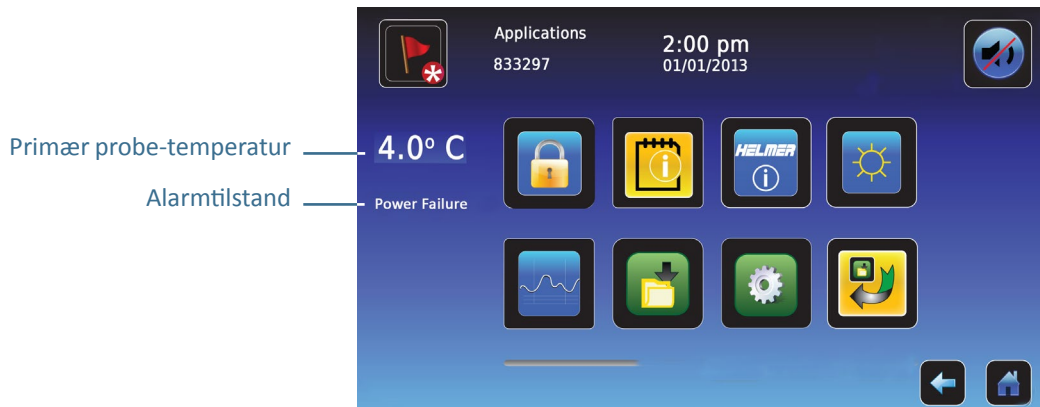 Applications
833297
2:00 pm
01/01/2013
Primær probe-temperatur
4.0° C
HELMER
i
i
Alarmtilstand
Power Failure